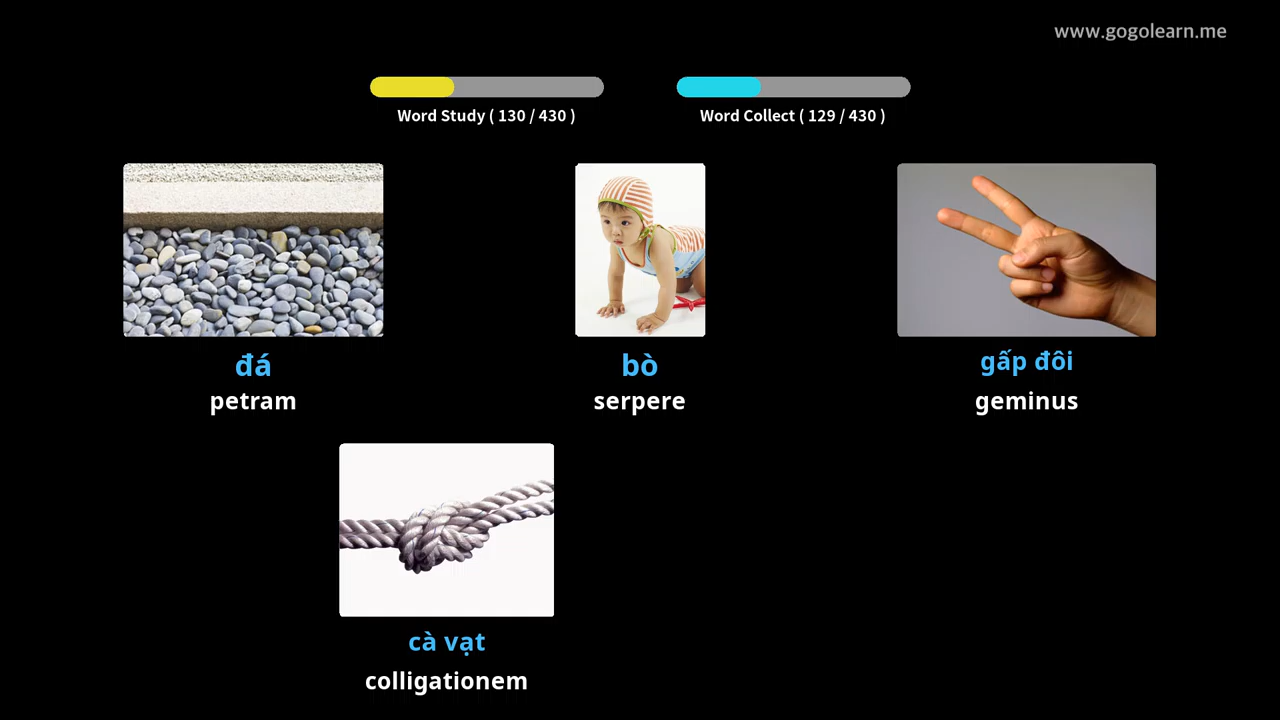 www.gogolearn.me
Word Study ( 130 / 430 )
Word Collect ( 129 / 430 )
đá
petram
bò
serpere
gấp đôi
geminus
cà vạt
colligationem